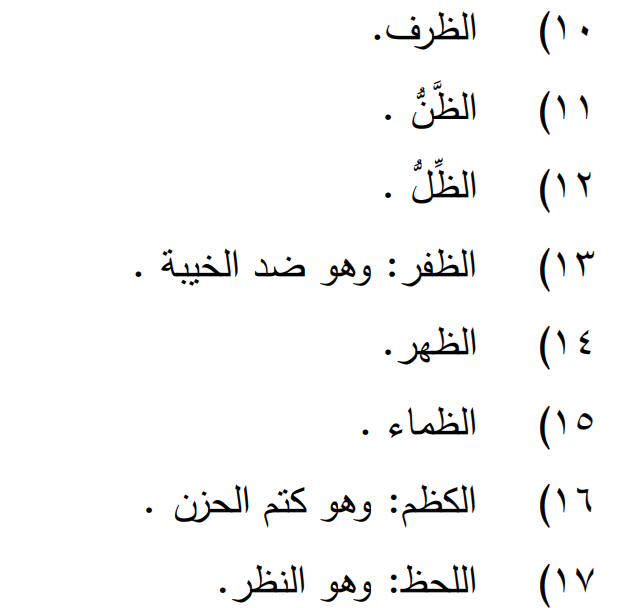 ١٠) الظرف.
١١) الظَّنُّ .
١٢) الظِّلُّ .
١٣) الظفر: وهو ضد الخيبة .
١٤) الظهر.
١٥) الظماء .
١٦) الكظم: وهو كتم الحزن .
١٧) اللحظ: وهو النظر.